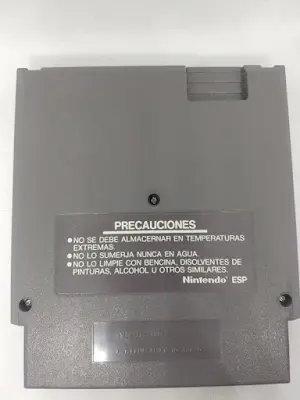 PRECAUCIONES
● NO SE DEBE ALMACERNAR EN TEMPERATURAS
EXTREMAS.
● NO LO SUMERJA NUNCA EN AGUA.
● NO LO LIMPIE CON BENCINA, DISOLVENTES DE
PINTURAS, ALCOHOL U OTROS SIMILARES.
Nintendo® ESP